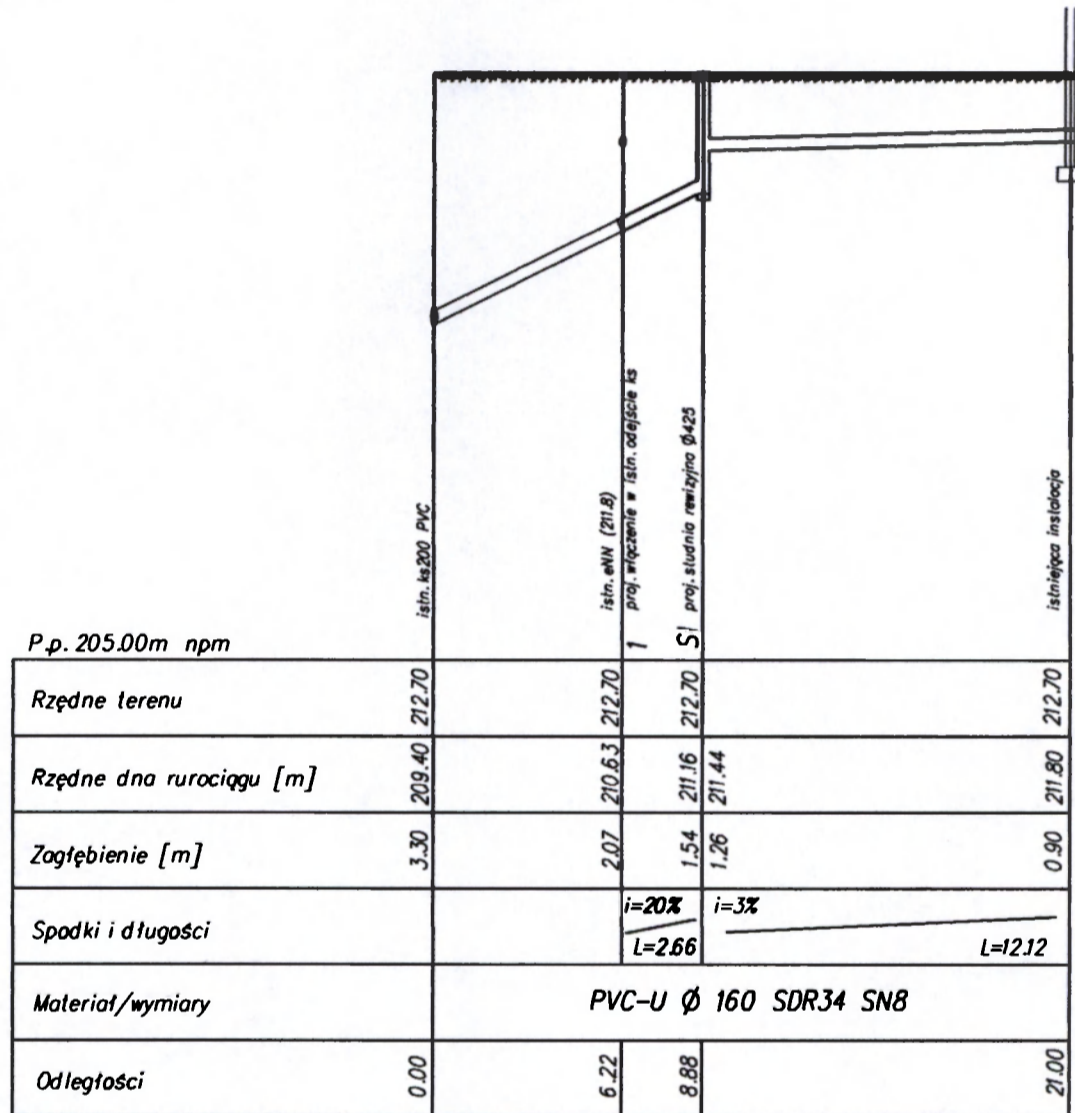 istn. ks200 PVC
istn. eNN (211.8)
1 proj. włączenie w istn. odejście ks
S1 proj. studnia rewizyjna Ø425
istniejąca instalacja
P.p. 205.00m npm
Rzędne terenu 212.70 212.70 212.70 212.70
Rzędne dna rurociągu [m] 209.40 210.63 211.16 211.44 211.80
Zagłębienie [m] 3.30 2.07 1.54 1.26 0.90
Spadki i długości i=20% L=2.66 i=3% L=12.12
Materiał/wymiary PVC-U Ø 160 SDR34 SN8
Odległości 0.00 6.22 8.88 21.00